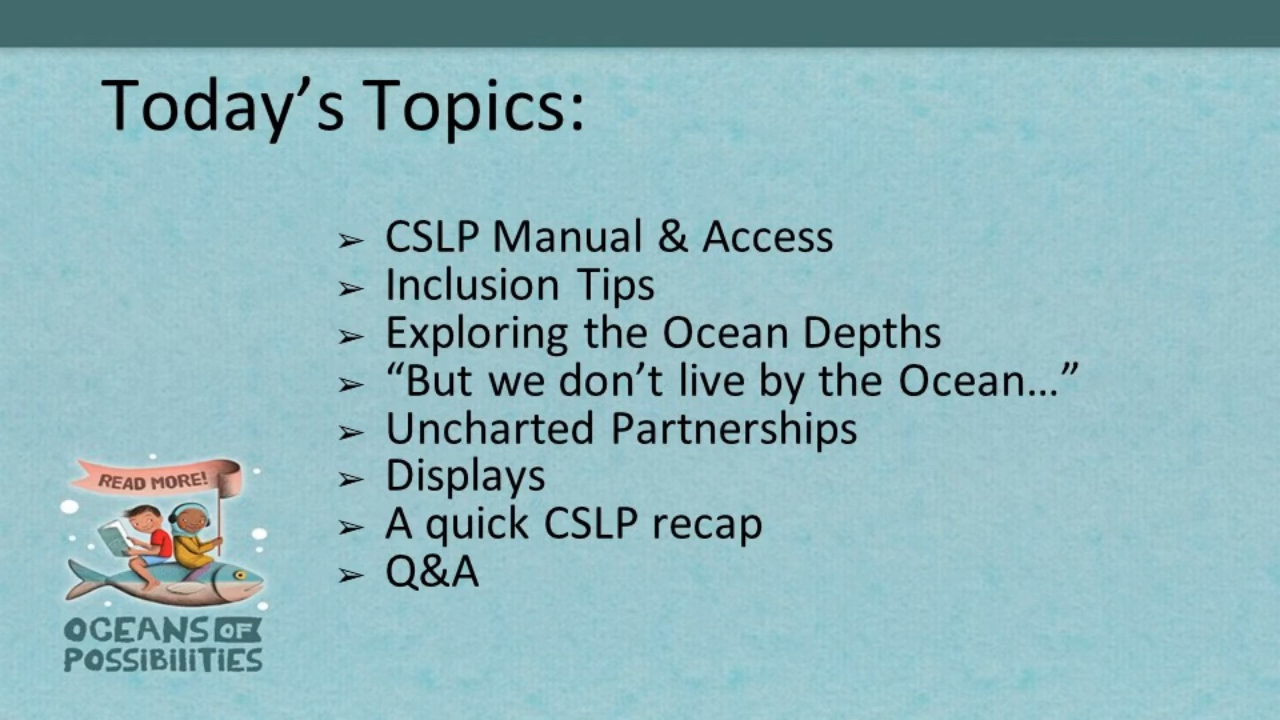 Today’s Topics:
➢ CSLP Manual & Access
➢ Inclusion Tips
➢ Exploring the Ocean Depths
➢ “But we don’t live by the Ocean…”
➢ Uncharted Partnerships
➢ Displays
➢ A quick CSLP recap
➢ Q&A
READ MORE!
OCEANS OF
POSSIBILITIES